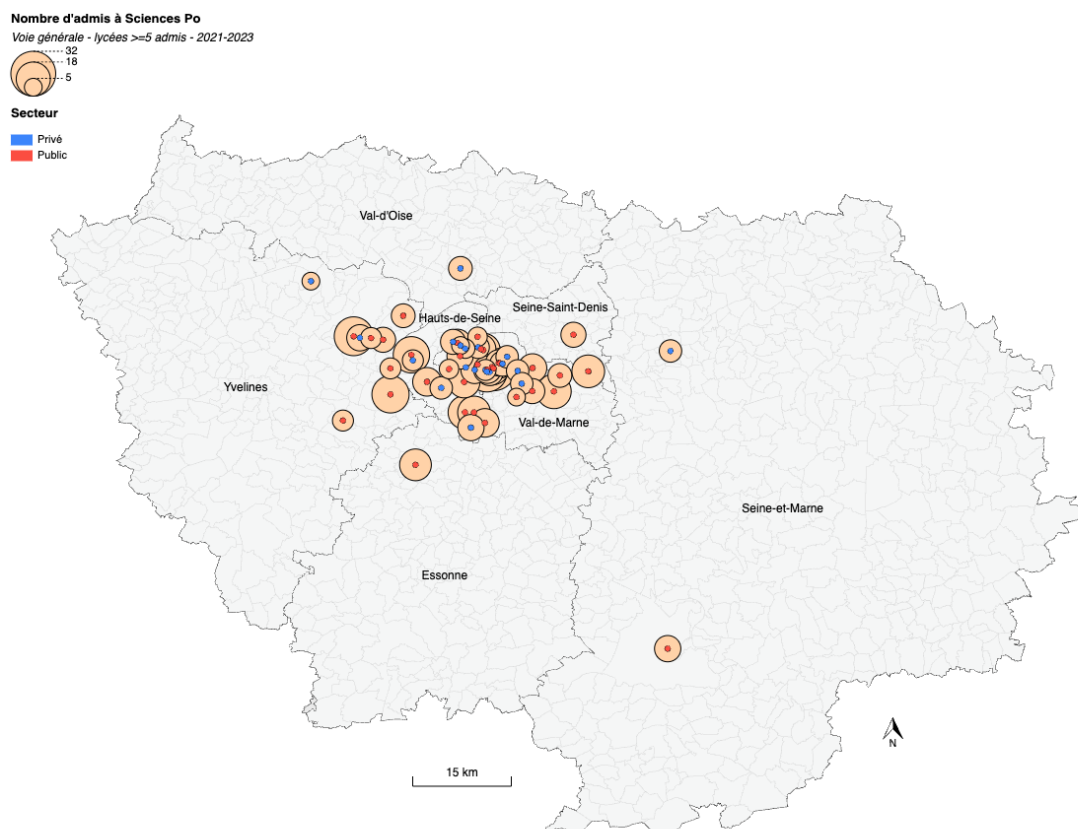 Nombre d'admis à Sciences Po
Voie générale - lycées >=5 admis - 2021-2023
32
18
5
Secteur
Privé
Public
Val-d'Oise
Seine-Saint-Denis
Hauts-de-Seine
Yvelines
Val-de-Marne
Seine-et-Marne
Essonne
N
15 km